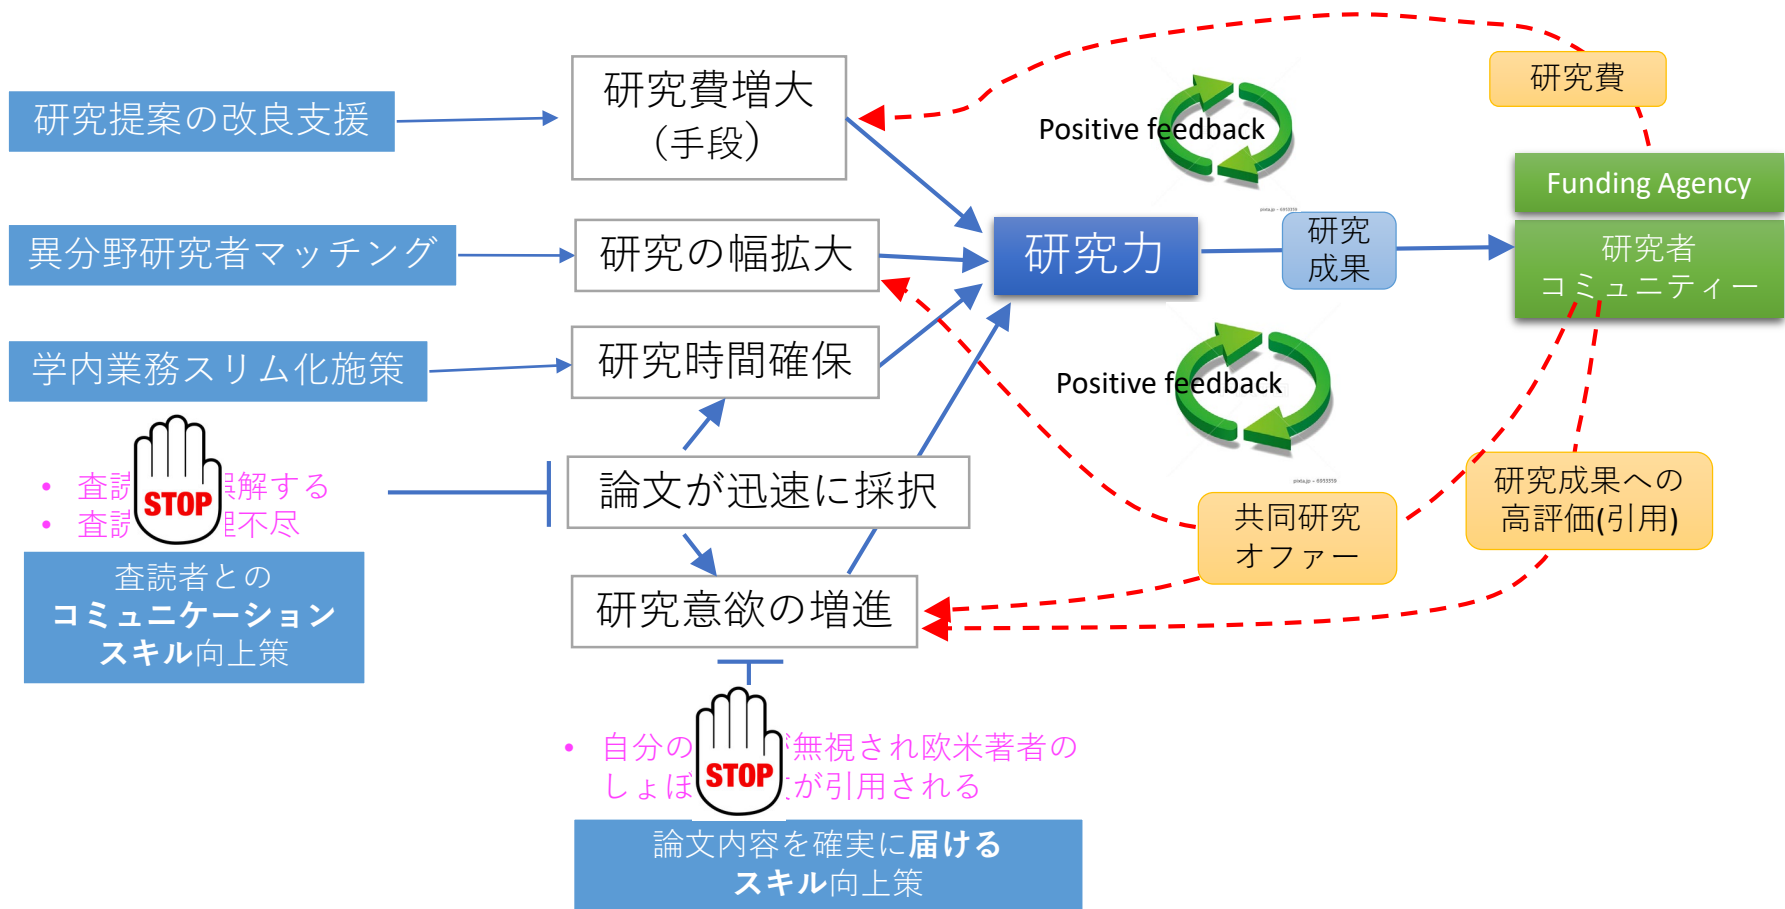 研究費
研究費増大
（手段）
研究提案の改良支援
Positive feedback
Funding Agency
研究
成果
研究者
コミュニティー
異分野研究者マッチング
研究の幅拡大
研究力
研究時間確保
学内業務スリム化施策
Positive feedback
• 査読 解する
• 査読 理不尽
STOP
論文が迅速に採択
研究成果への
高評価(引用)
共同研究
オファー
査読者との
コミュニケーション
スキル向上策
研究意欲の増進
• 自分の が無視され欧米著者の
しょぼ が引用される
STOP
論文内容を確実に届ける
スキル向上策
pixta.jp - 6953559